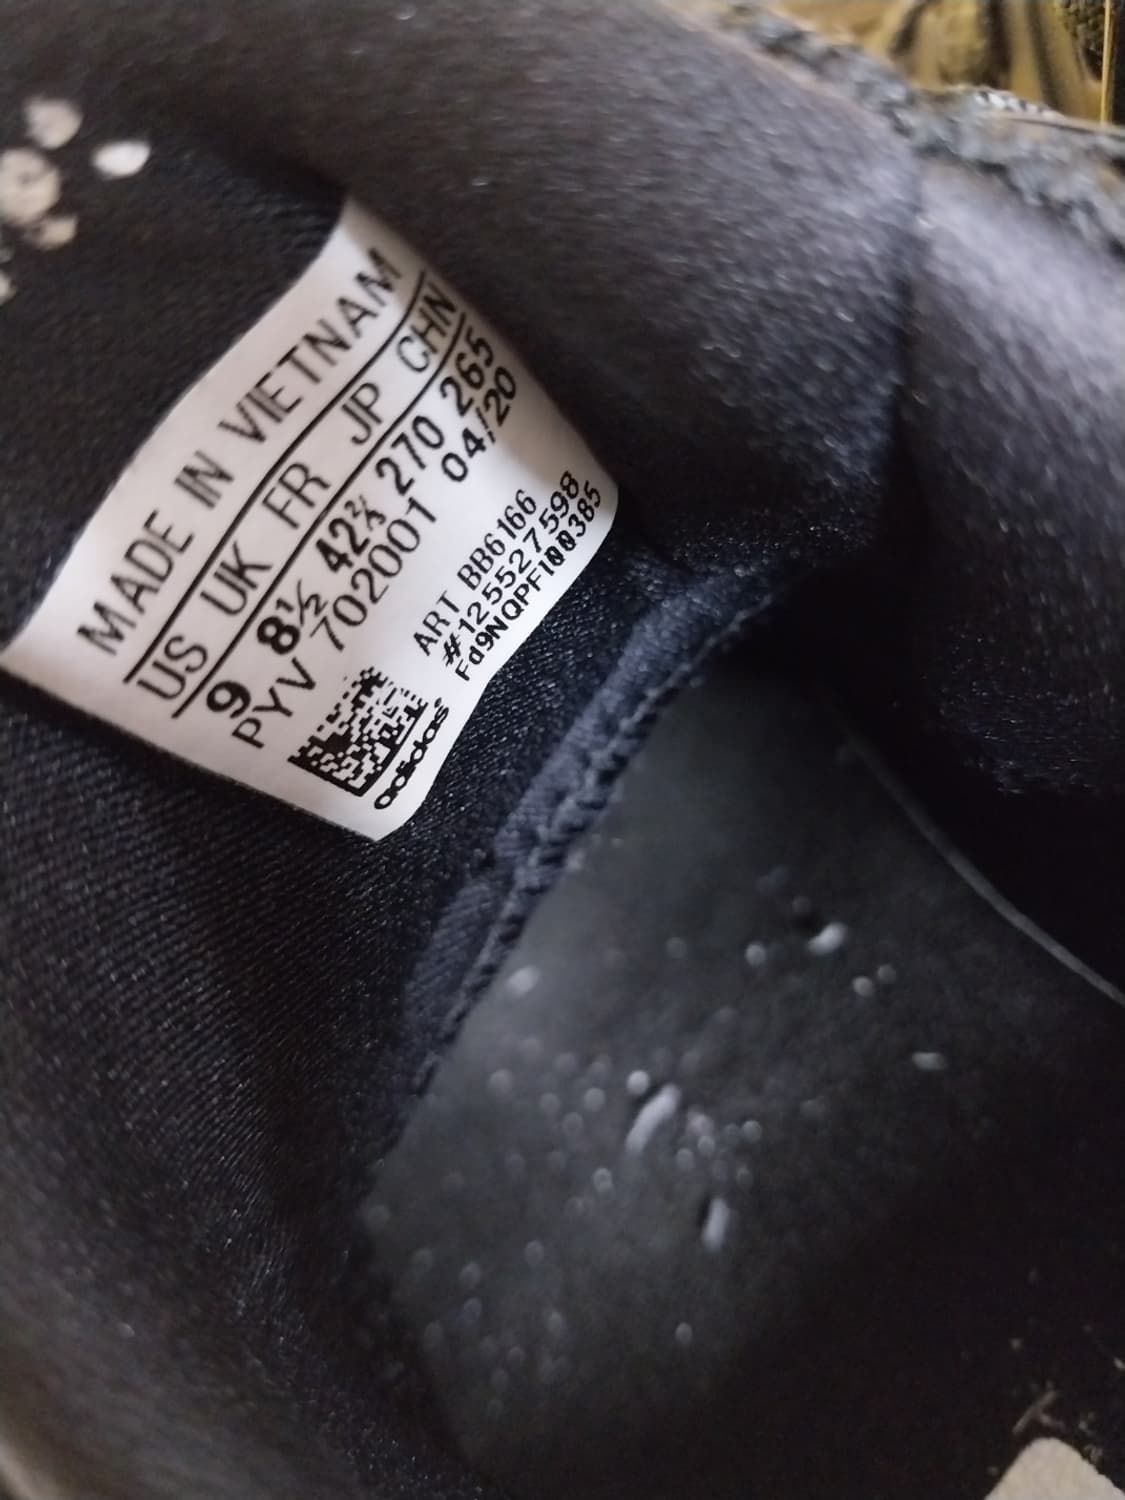 MADE IN VIETNAM
US UK FR JP CHN
9 8½ 42⅔ 270 265
PYV 702001 04/20
ART BB6166
#125527598
Fd9NQPF100385
adidas